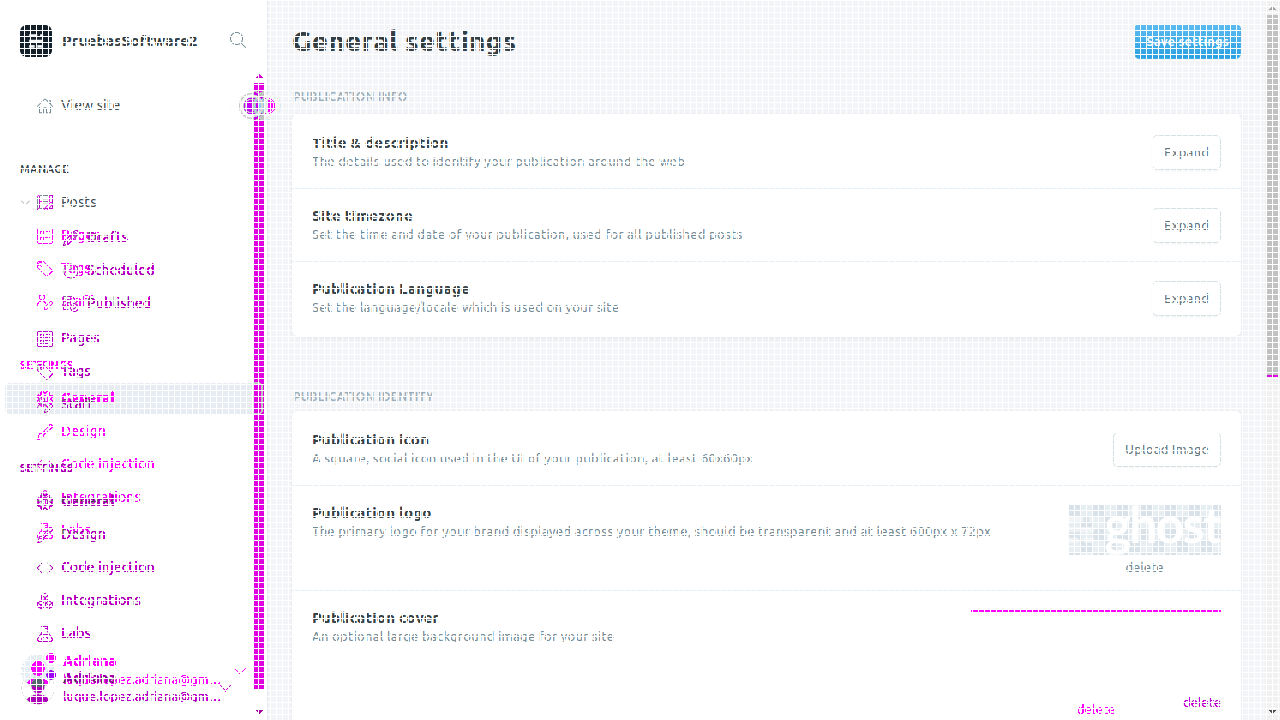 PruebasSoftware2
View site
MANAGE
Posts
Drafts
Scheduled
Published
Pages
Tags
Staff
SETTINGS
General
Design
Code injection
Integrations
General
Labs
Design
Code injection
Integrations
Labs
Adriana
luque.lopez.adriana@gm...
General settings
Save settings
PUBLICATION INFO
Title & description
The details used to identify your publication around the web
Expand
Site timezone
Set the time and date of your publication, used for all published posts
Expand
Publication Language
Set the language/locale which is used on your site
Expand
PUBLICATION IDENTITY
Publication icon
A square, social icon used in the UI of your publication, at least 60x60px
Upload Image
Publication logo
The primary logo for your brand displayed across your theme, should be transparent and at least 600px x 72px
ghost
delete
Publication cover
An optional large background image for your site
delete
delete